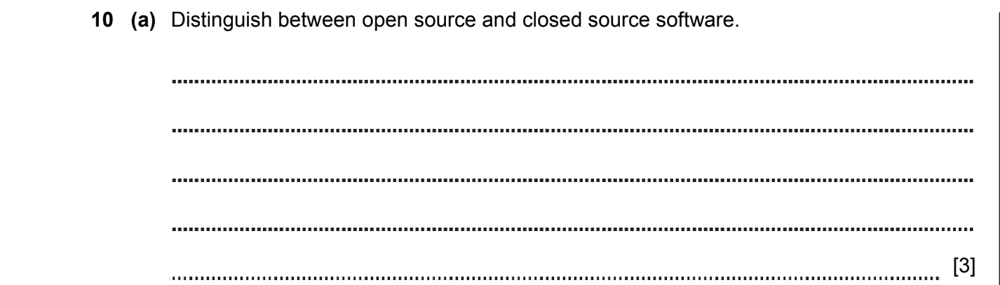 10 (a) Distinguish between open source and closed source software.
[3]